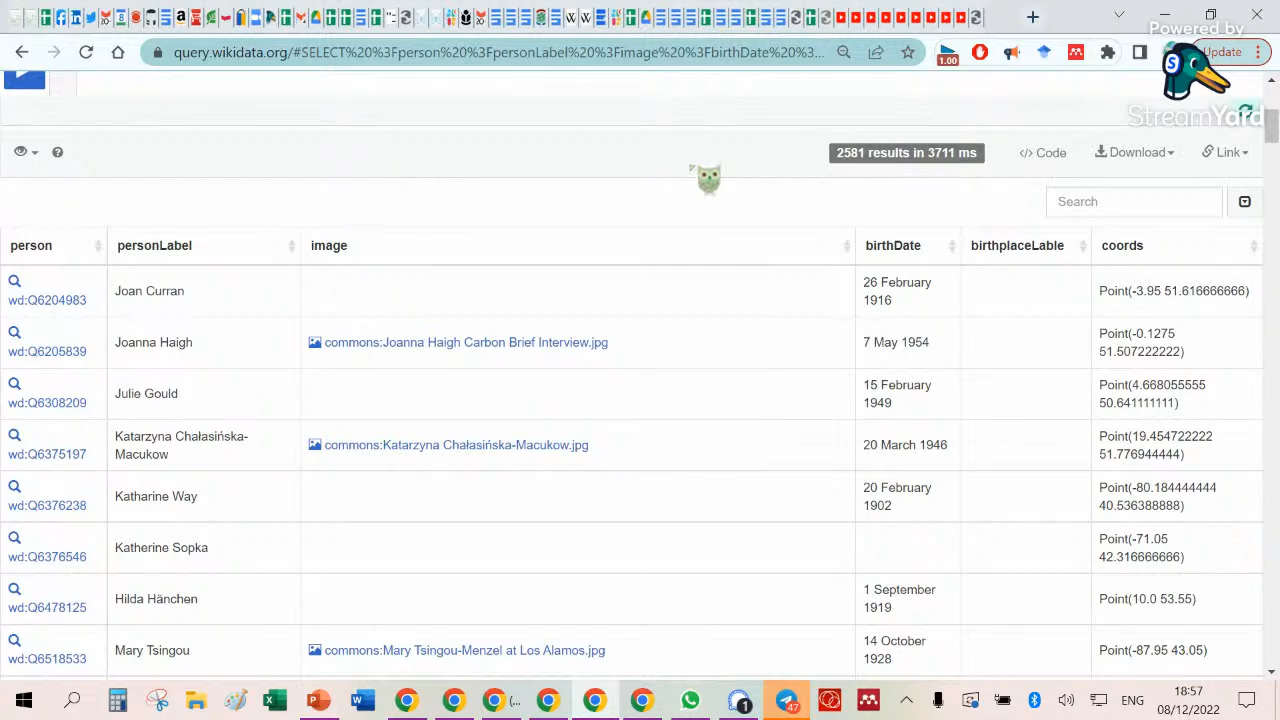 Powered by
query.wikidata.org/#SELECT%20%3Fperson%20%3FpersonLabel%20%3Fimage%20%3FbirthDate%20%3...
1.00
Update
StreamYard
2581 results in 3711 ms
</> Code
Download
Link
Search
person personLabel image birthDate birthplaceLable coords
wd:Q6204983 Joan Curran 26 February 1916 Point(-3.95 51.616666666)
wd:Q6205839 Joanna Haigh commons:Joanna Haigh Carbon Brief Interview.jpg 7 May 1954 Point(-0.1275 51.507222222)
wd:Q6308209 Julie Gould 15 February 1949 Point(4.668055555 50.641111111)
wd:Q6375197 Katarzyna Chałasińska-Macukow commons:Katarzyna Chałasińska-Macukow.jpg 20 March 1946 Point(19.454722222 51.776944444)
wd:Q6376238 Katharine Way 20 February 1902 Point(-80.184444444 40.536388888)
wd:Q6376546 Katherine Sopka Point(-71.05 42.316666666)
wd:Q6478125 Hilda Hänchen 1 September 1919 Point(10.0 53.55)
wd:Q6518533 Mary Tsingou commons:Mary Tsingou-Menzel at Los Alamos.jpg 14 October 1928 Point(-87.95 43.05)
1
47
ENG
18:57
08/12/2022